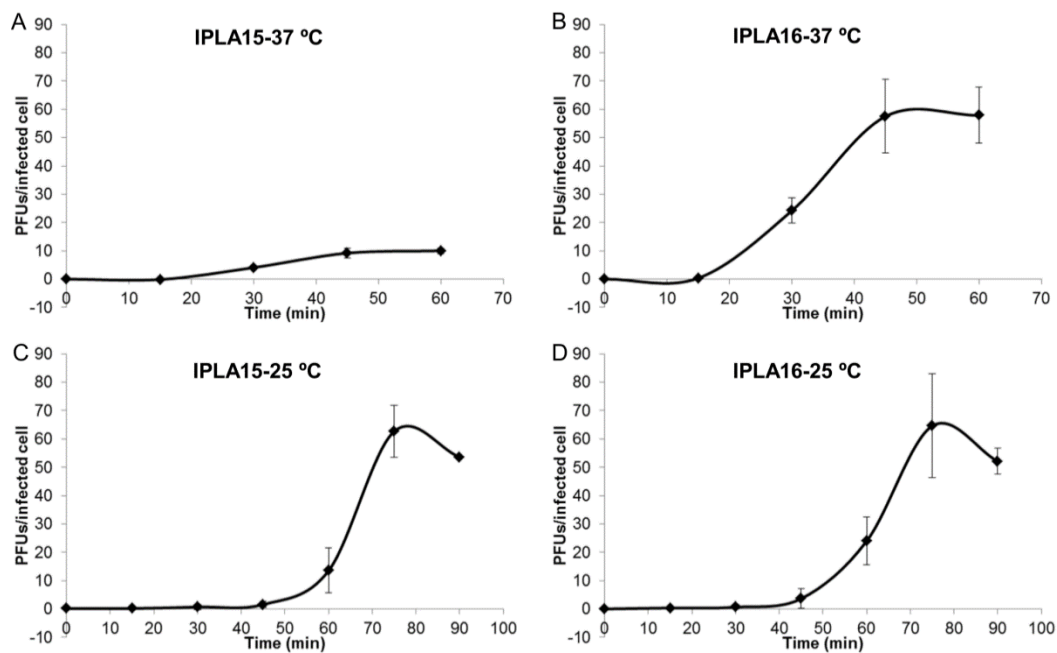 A
IPLA15-37 ºC
PFUs/infected cell
90
80
70
60
50
40
30
20
10
0
-10
0 10 20 30 40 50 60 70
Time (min)
B
IPLA16-37 ºC
PFUs/infected cell
90
80
70
60
50
40
30
20
10
0
-10
0 10 20 30 40 50 60 70
Time (min)
C
IPLA15-25 ºC
PFUs/infected cell
90
80
70
60
50
40
30
20
10
0
-10
0 10 20 30 40 50 60 70 80 90 100
Time (min)
D
IPLA16-25 ºC
PFUs/infected cell
90
80
70
60
50
40
30
20
10
0
-10
0 10 20 30 40 50 60 70 80 90 100
Time (min)